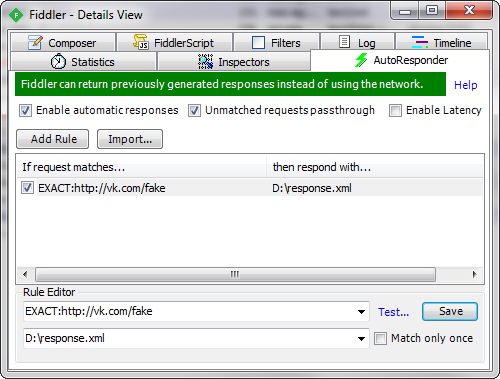 Fiddler - Details View
Composer FiddlerScript Filters Log Timeline
Statistics Inspectors AutoResponder
Fiddler can return previously generated responses instead of using the network. Help
Enable automatic responses Unmatched requests passthrough Enable Latency
Add Rule Import...
If request matches... then respond with...
EXACT:http://vk.com/fake D:\response.xml
Rule Editor
EXACT:http://vk.com/fake Test... Save
D:\response.xml Match only once